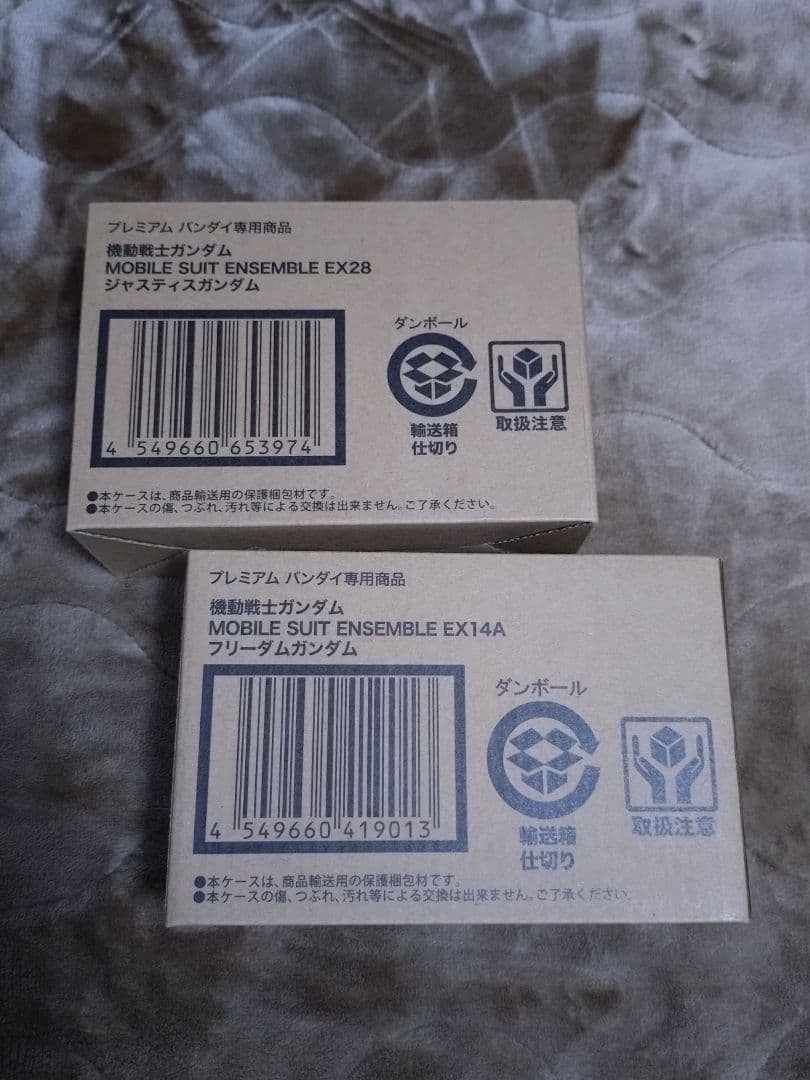 プレミアム バンダイ専用商品
機動戦士ガンダム
MOBILE SUIT ENSEMBLE EX28
ジャスティスガンダム
4 549660 653974
ダンボール
輸送箱
仕切り
取扱注意
●本ケースは、商品輸送用の保護梱包材です。
●本ケースの傷、つぶれ、汚れ等による交換は出来ません。ご了承ください。
プレミアム バンダイ専用商品
機動戦士ガンダム
MOBILE SUIT ENSEMBLE EX14A
フリーダムガンダム
4 549660 419013
ダンボール
輸送箱
仕切り
取扱注意
●本ケースは、商品輸送用の保護梱包材です。
●本ケースの傷、つぶれ、汚れ等による交換は出来ません。ご了承ください。